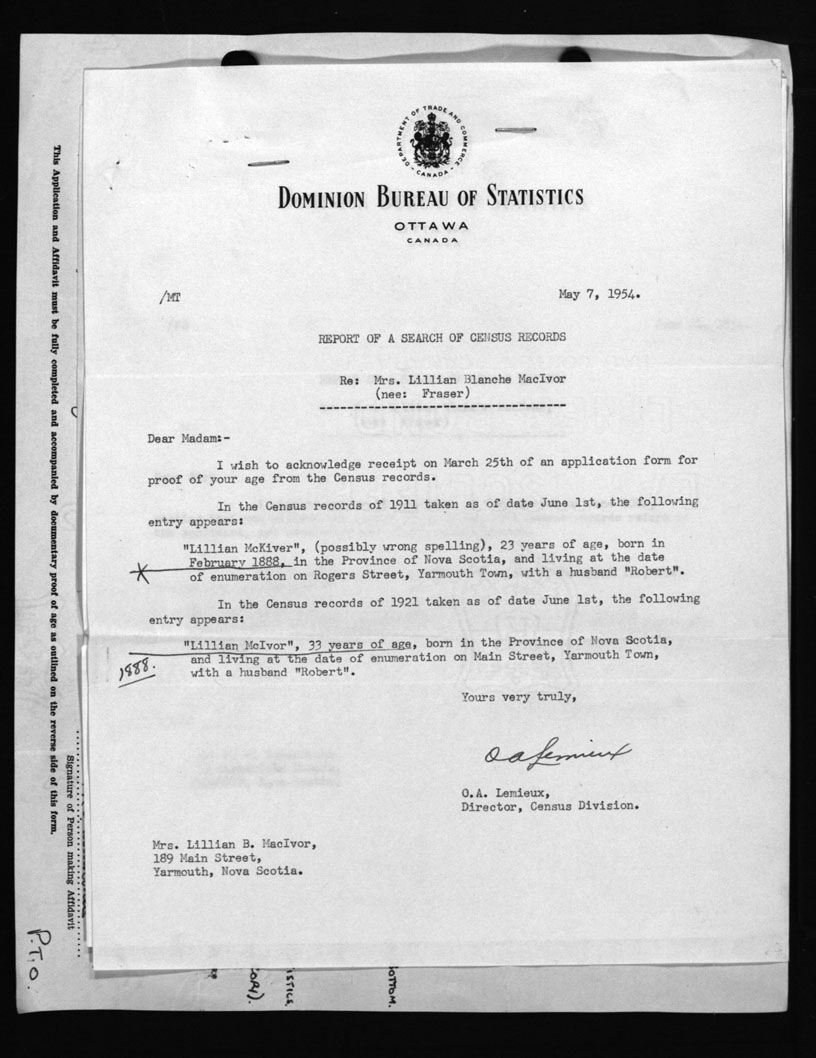 DEPARTMENT OF TRADE AND COMMERCE
- CANADA -
DOMINION BUREAU OF STATISTICS
OTTAWA
CANADA
/MT
May 7, 1954.
REPORT OF A SEARCH OF CENSUS RECORDS
Re: Mrs. Lillian Blanche MacIvor
(nee: Fraser)
Dear Madam:-
I wish to acknowledge receipt on March 25th of an application form for
proof of your age from the Census records.
In the Census records of 1911 taken as of date June 1st, the following
entry appears:
"Lillian McKiver", (possibly wrong spelling), 23 years of age, born in
February 1888, in the Province of Nova Scotia, and living at the date
of enumeration on Rogers Street, Yarmouth Town, with a husband "Robert".
In the Census records of 1921 taken as of date June 1st, the following
entry appears:
"Lillian McIvor", 33 years of age, born in the Province of Nova Scotia,
and living at the date of enumeration on Main Street, Yarmouth Town,
with a husband "Robert".
1888.
Yours very truly,
O A Lemieux
O.A. Lemieux,
Director, Census Division.
Mrs. Lillian B. MacIvor,
189 Main Street,
Yarmouth, Nova Scotia.
This Application and Affidavit must be fully completed and accompanied by documentary proof of age as outlined on the reverse side of this form.
Signature of Person making Affidavit
P.T.O.